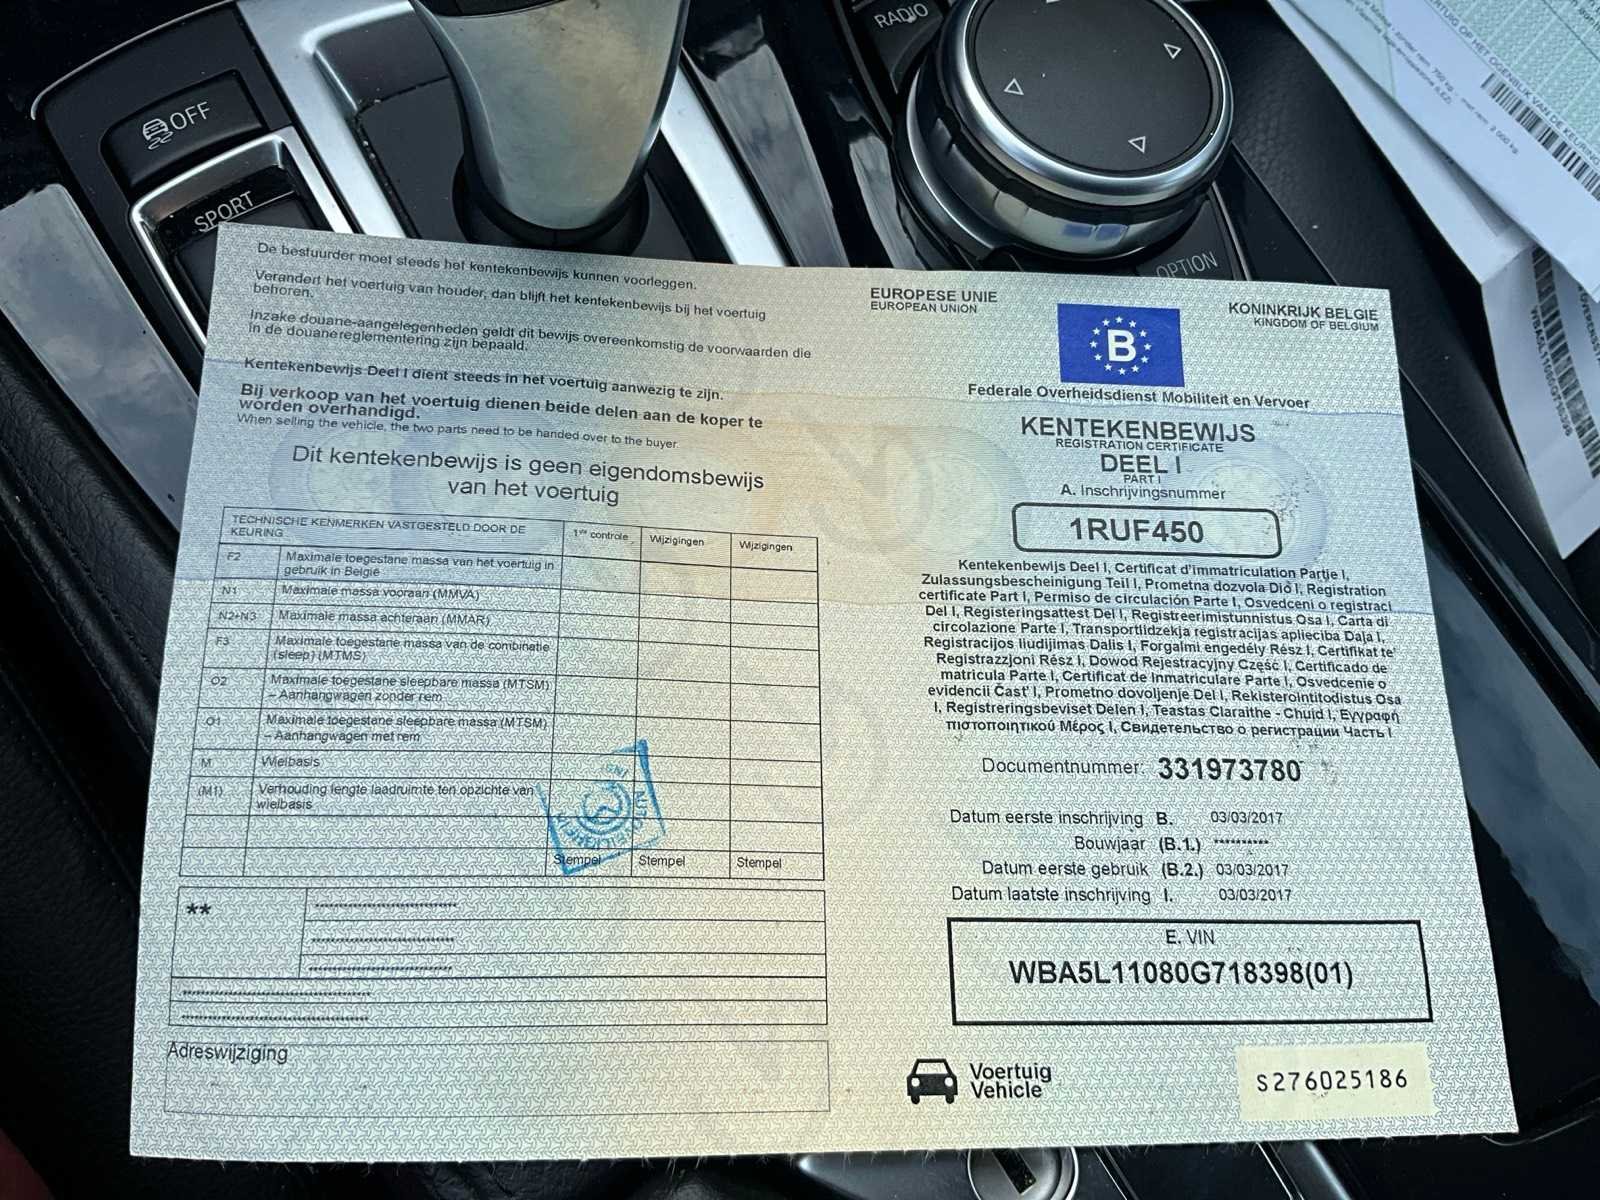 OFF
SPORT
RADIO
OPTION
De bestuurder moet steeds het kentekenbewijs kunnen voorleggen.
Verandert het voertuig van houder, dan blijft het kentekenbewijs bij het voertuig
behoren.
Inzake douane-aangelegenheden geldt dit bewijs overeenkomstig de voorwaarden die
in de douanereglementering zijn bepaald.
Kentekenbewijs Deel I dient steeds in het voertuig aanwezig te zijn.
Bij verkoop van het voertuig dienen beide delen aan de koper te
worden overhandigd.
When selling the vehicle, the two parts need to be handed over to the buyer.
Dit kentekenbewijs is geen eigendomsbewijs
van het voertuig
TECHNISCHE KENMERKEN VASTGESTELD DOOR DE
KEURING
1ste controle
Wijzigingen
Wijzigingen
F2 Maximale toegestane massa van het voertuig in
gebruik in België
N1 Maximale massa vooraan (MMVA)
N2+N3 Maximale massa achteraan (MMAR)
F3 Maximale toegestane massa van de combinatie
(sleep) (MTMS)
O2 Maximale toegestane sleepbare massa (MTSM)
– Aanhangwagen zonder rem
O1 Maximale toegestane sleepbare massa (MTSM)
– Aanhangwagen met rem
M Wielbasis
(M1) Verhouding lengte laadruimte ten opzichte van
wielbasis
Stempel Stempel Stempel
**
Adreswijziging
EUROPESE UNIE
EUROPEAN UNION
B
KONINKRIJK BELGIE
KINGDOM OF BELGIUM
Federale Overheidsdienst Mobiliteit en Vervoer
KENTEKENBEWIJS
REGISTRATION CERTIFICATE
DEEL I
PART I
A. Inschrijvingsnummer
1RUF450
Kentekenbewijs Deel I, Certificat d'immatriculation Partie I,
Zulassungsbescheinigung Teil I, Prometna dozvola Dio I, Registration
certificate Part I, Permiso de circulación Parte I, Osvedceni o registraci
Del I, Registeringsattest Del I, Registreerimistunnistus Osa I, Carta di
circolazione Parte I, Transportlidzekja registracijas aplieciba Daļa I,
Registracijos liudijimas Dalis I, Forgalmi engedély Rész I, Certifikat te'
Registrazzjoni Rész I, Dowod Rejestracyjny Część I, Certificado de
matricula Parte I, Certificat de Inmatriculare Parte I, Osvedcenie o
evidencii Čast' I, Prometno dovoljenje Del I, Rekisterointitodistus Osa
I, Registreringsbeviset Delen I, Teastas Claraithe - Chuid I, Εγγραφή
πιστοποιητικού Μέρος I, Свидетельство о регистрации Часть I
Documentnummer: 331973780
Datum eerste inschrijving B. 03/03/2017
Bouwjaar (B.1.) **********
Datum eerste gebruik (B.2.) 03/03/2017
Datum laatste inschrijving I. 03/03/2017
E. VIN
WBA5L11080G718398(01)
Voertuig
Vehicle
S276025186